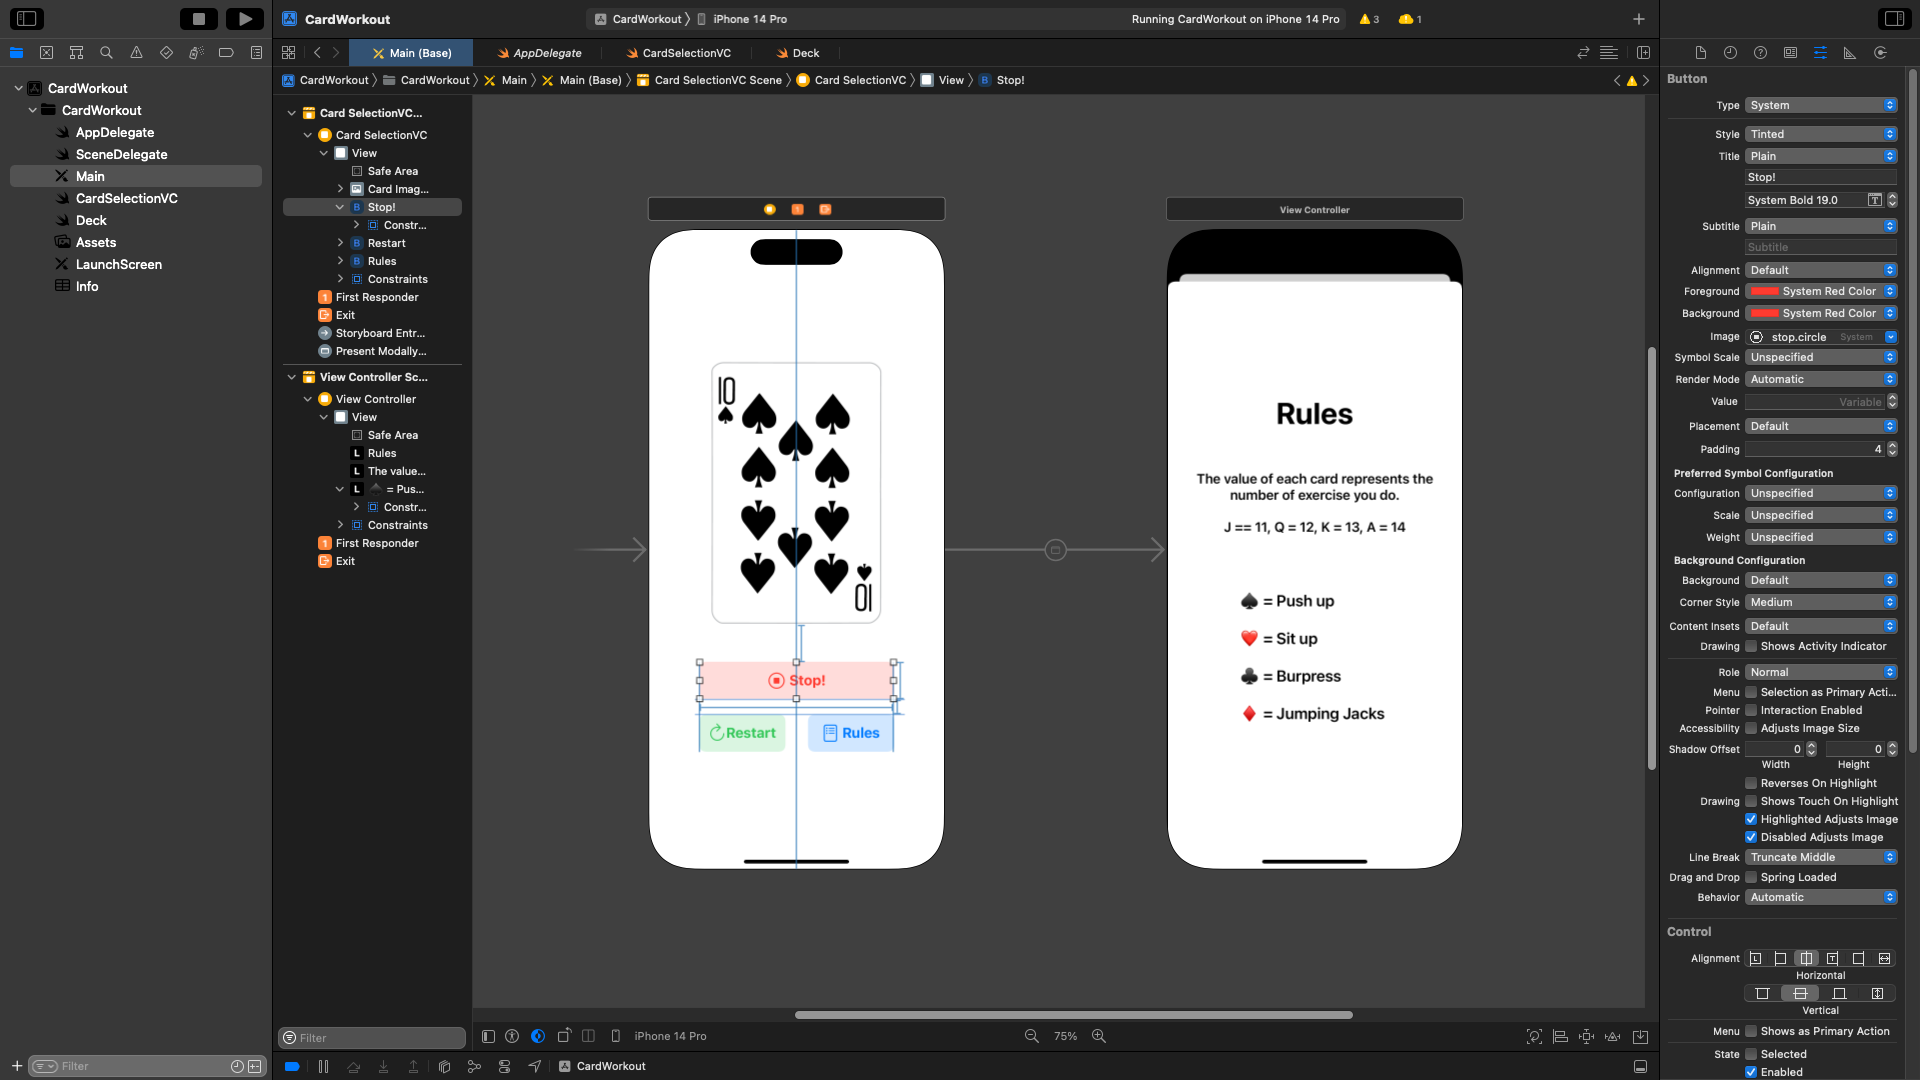 CardWorkout
CardWorkout
iPhone 14 Pro
Running CardWorkout on iPhone 14 Pro
3
1
Main (Base)
AppDelegate
CardSelectionVC
Deck
CardWorkout
CardWorkout
Main
Main (Base)
Card SelectionVC Scene
Card SelectionVC
View
B
Stop!
CardWorkout
CardWorkout
AppDelegate
SceneDelegate
Main
CardSelectionVC
Deck
Assets
LaunchScreen
Info
Filter
Card SelectionVC...
Card SelectionVC
View
Safe Area
Card Imag...
B Stop!
Constr...
B Restart
B Rules
Constraints
1 First Responder
Exit
Storyboard Entr...
Present Modally...
View Controller Sc...
View Controller
View
Safe Area
L Rules
L The value...
L ♠️ = Pus...
Constr...
Constraints
1 First Responder
Exit
Filter
1
10
10
Stop!
Restart
Rules
View Controller
Rules
The value of each card represents the
number of exercise you do.
J == 11, Q = 12, K = 13, A = 14
♠️ = Push up
❤️ = Sit up
♣️ = Burpress
♦️ = Jumping Jacks
iPhone 14 Pro
75%
CardWorkout
Button
Type System
Style Tinted
Title Plain
Stop!
System Bold 19.0 T
Subtitle Plain
Subtitle
Alignment Default
Foreground System Red Color
Background System Red Color
Image stop.circle System
Symbol Scale Unspecified
Render Mode Automatic
Value Variable
Placement Default
Padding 4
Preferred Symbol Configuration
Configuration Unspecified
Scale Unspecified
Weight Unspecified
Background Configuration
Background Default
Corner Style Medium
Content Insets Default
Drawing Shows Activity Indicator
Role Normal
Menu Selection as Primary Acti...
Pointer Interaction Enabled
Accessibility Adjusts Image Size
Shadow Offset 0 0
Width Height
Reverses On Highlight
Drawing Shows Touch On Highlight
Highlighted Adjusts Image
Disabled Adjusts Image
Line Break Truncate Middle
Drag and Drop Spring Loaded
Behavior Automatic
Control
Alignment L T
Horizontal
Vertical
Menu Shows as Primary Action
State Selected
Enabled